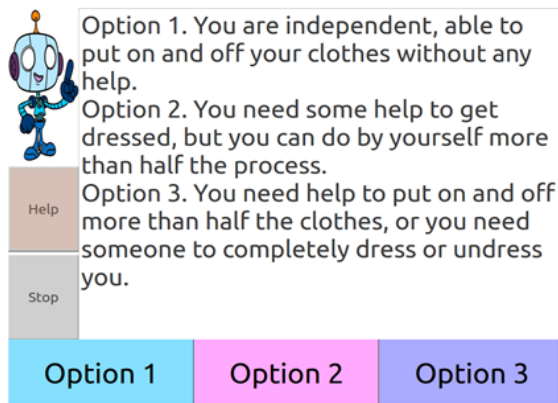 Option 1. You are independent, able to
put on and off your clothes without any
help.
Option 2. You need some help to get
dressed, but you can do by yourself more
than half the process.
Option 3. You need help to put on and off
more than half the clothes, or you need
someone to completely dress or undress
you.
Help
Stop
Option 1
Option 2
Option 3